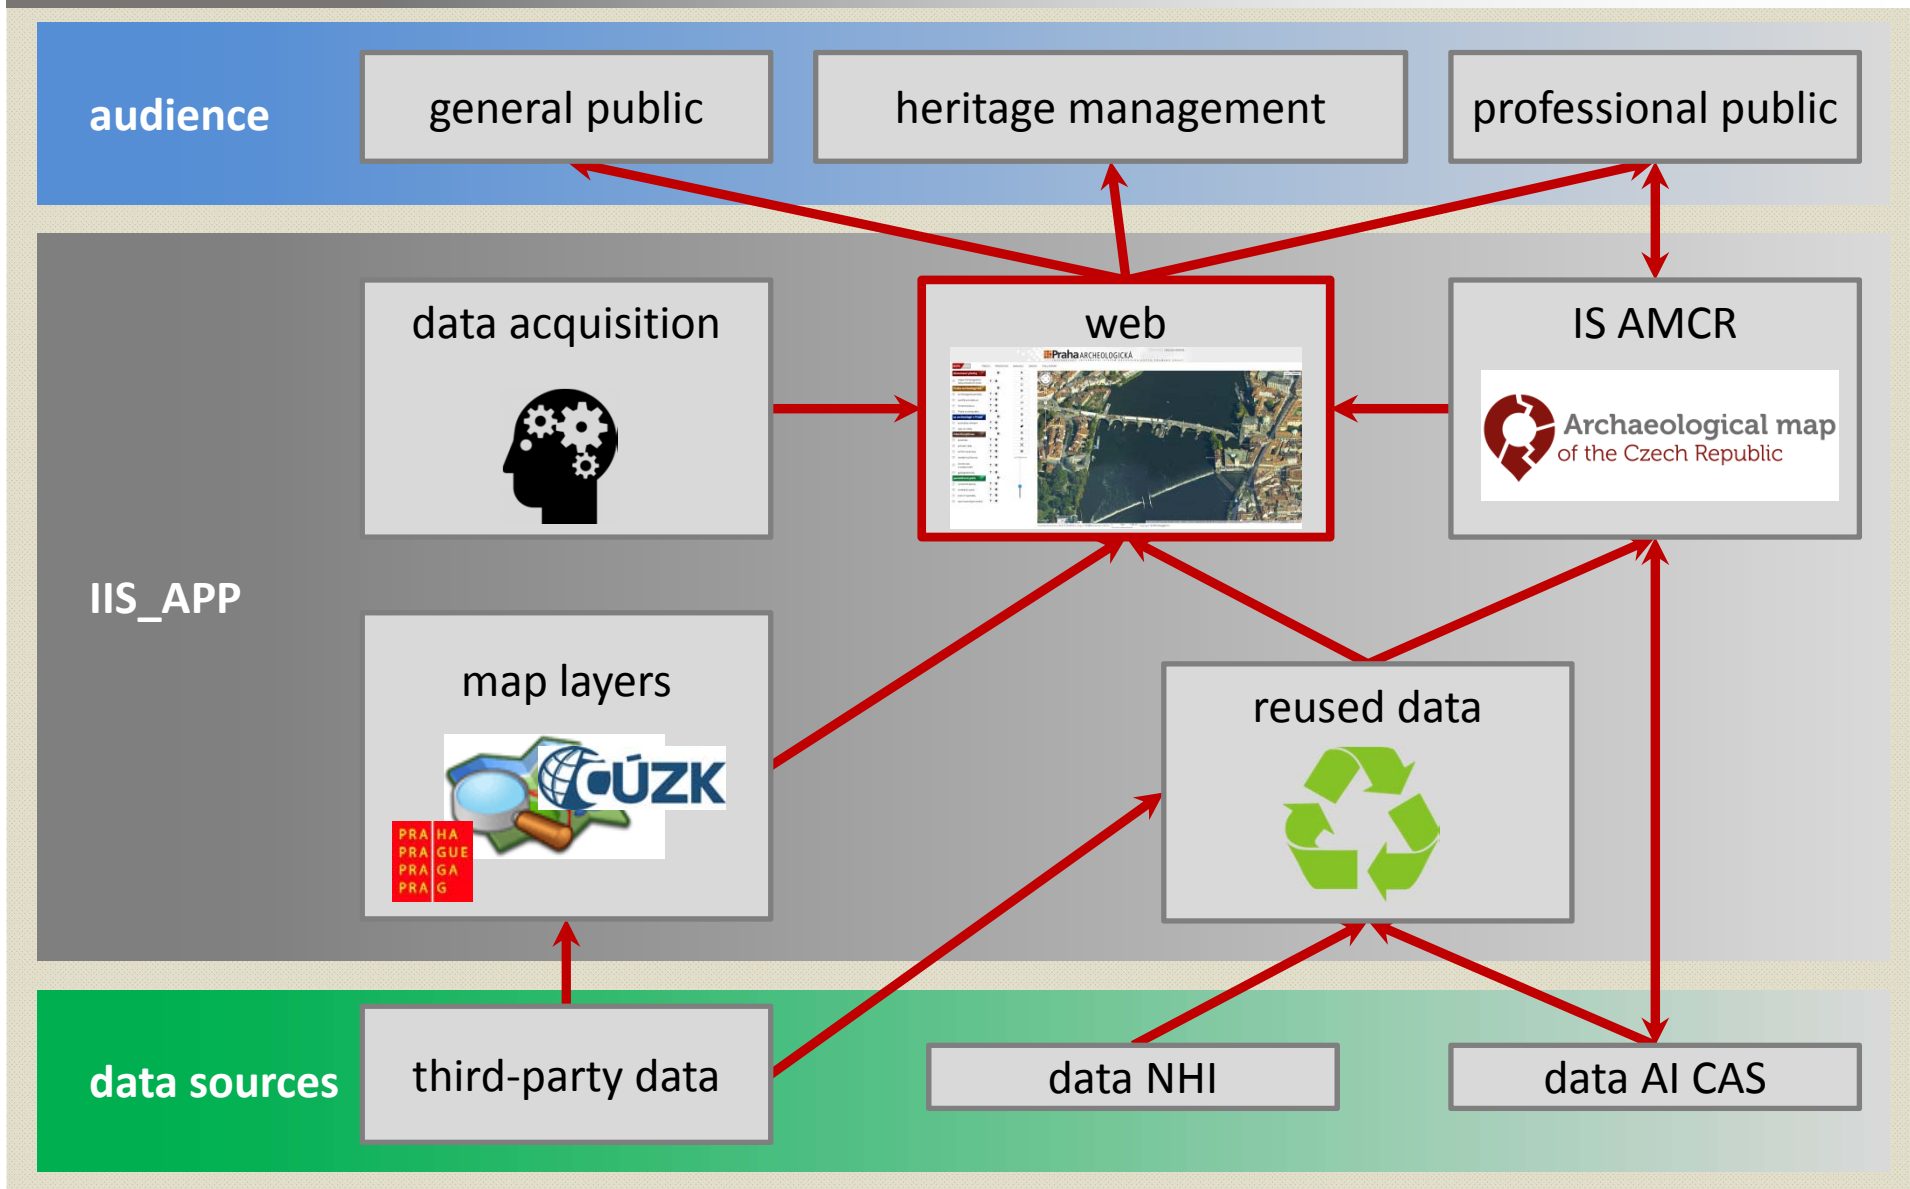 audience
general public
heritage management
professional public
IIS_APP
data acquisition
web
Praha ARCHEOLOGICKÁ
IS AMCR
Archaeological map
of the Czech Republic
map layers
ČÚZK
PRA HA
PRA GUE
PRA GA
PRA G
reused data
data sources
third-party data
data NHI
data AI CAS